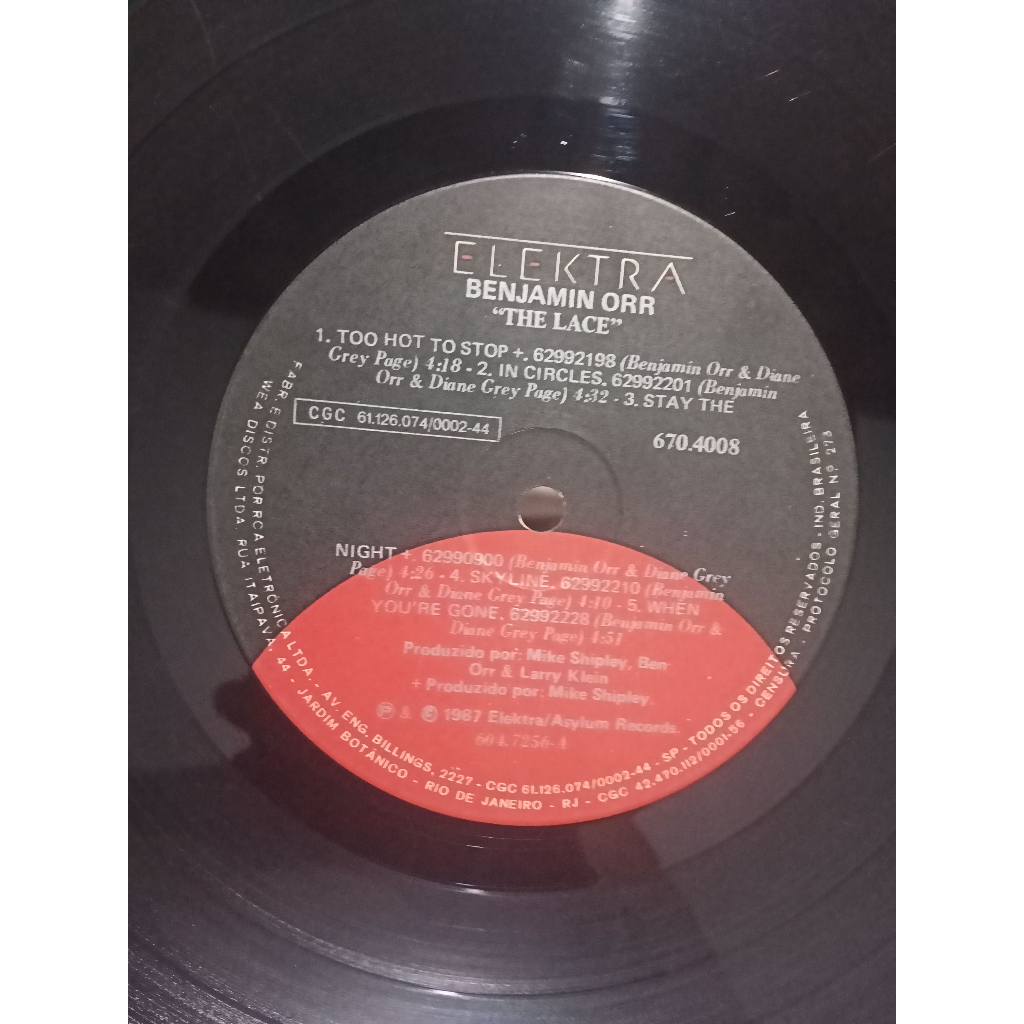 ELEKTRA
BENJAMIN ORR
"THE LACE"
1. TOO HOT TO STOP +. 62992198 (Benjamin Orr & Diane
Grey Page) 4:18 - 2. IN CIRCLES. 62992201 (Benjamin
Orr & Diane Grey Page) 4:32 - 3. STAY THE
CGC 61.126.074/0002-44
670.4008
NIGHT +. 62990900 (Benjamin Orr & Diane Grey
Page) 4:26 - 4. SKYLINE. 62992210 (Benjamin
Orr & Diane Grey Page) 4:10 - 5. WHEN
YOU'RE GONE. 62992228 (Benjamin Orr &
Diane Grey Page) 4:51
Produzido por: Mike Shipley, Ben-
Orr & Larry Klein
+ Produzido por: Mike Shipley.
℗ & © 1987 Elektra/Asylum Records.
604.7256-A
FABR. E DISTR. POR RCA ELETRÔNICA LTDA. - AV. ENG. BILLINGS, 2227 - CGC 61.126.074/0002-44 - SP - TODOS OS DIREITOS RESERVADOS - IND. BRASILEIRA
WEA DISCOS LTDA. RUA ITAIPAVA, 44 - JARDIM BOTÂNICO - RIO DE JANEIRO - RJ - CGC 42.470.112/0001-56 - CENSURA - PROTOCOLO GERAL Nº 273